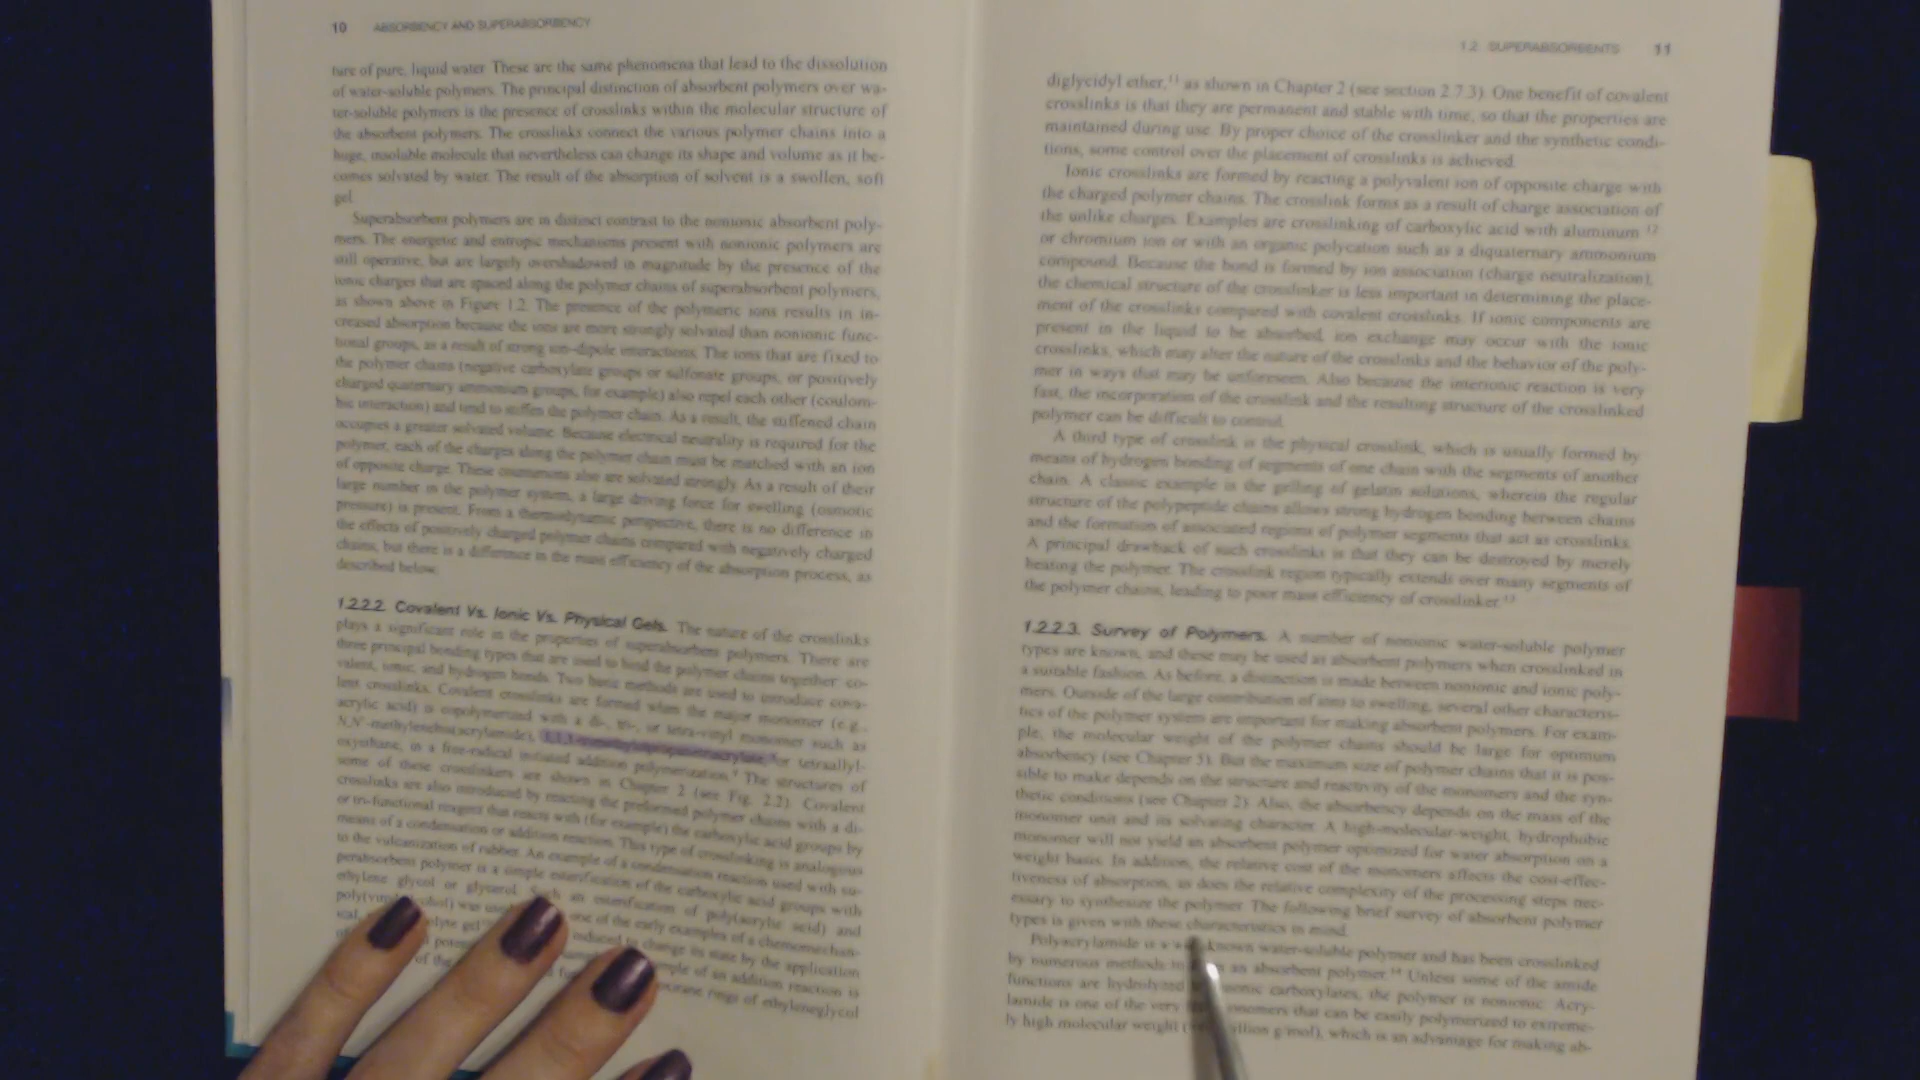 10 ABSORBENCY AND SUPERABSORBENCY
ture of pure, liquid water. These are the same phenomena that lead to the dissolution
of water-soluble polymers. The principal distinction of absorbent polymers over wa-
ter-soluble polymers is the presence of crosslinks within the molecular structure of
the absorbent polymers. The crosslinks connect the various polymer chains into a
huge, insoluble molecule that nevertheless can change its shape and volume as it be-
comes solvated by water. The result of the absorption of solvent is a swollen, soft
gel.
Superabsorbent polymers are in distinct contrast to the nonionic absorbent poly-
mers. The energetic and entropic mechanisms present with nonionic polymers are
still operative, but are largely overshadowed in magnitude by the presence of the
ionic charges that are spaced along the polymer chains of superabsorbent polymers,
as shown above in Figure 1.2. The presence of the polymeric ions results in in-
creased absorption because the ions are more strongly solvated than nonionic func-
tional groups, as a result of strong ion-dipole interactions. The ions that are fixed to
the polymer chains (negative carboxylate groups or sulfonate groups, or positively
charged quaternary ammonium groups, for example) also repel each other (coulom-
bic interaction) and tend to stiffen the polymer chain. As a result, the stiffened chain
occupies a greater solvated volume. Because electrical neutrality is required for the
polymer, each of the charges along the polymer chain must be matched with an ion
of opposite charge. These counterions also are solvated strongly. As a result of their
large number in the polymer system, a large driving force for swelling (osmotic
pressure) is present. From a thermodynamic perspective, there is no difference in
the effects of positively charged polymer chains compared with negatively charged
chains, but there is a difference in the mass efficiency of the absorption process, as
described below.
1.2.2.2. Covalent Vs. Ionic Vs. Physical Gels. The nature of the crosslinks
plays a significant role in the properties of superabsorbent polymers. There are
three principal bonding types that are used to bind the polymer chains together: co-
valent, ionic, and hydrogen bonds. Two basic methods are used to introduce cova-
lent crosslinks. Covalent crosslinks are formed when the major monomer (e.g.,
acrylic acid) is copolymerized with a di-, tri-, or tetra-vinyl monomer such as
N,N'-methylenebisacrylamide), or tetraallyl-
oxyethane, in a free-radical initiated addition polymerization.⁹ The structures of
some of these crosslinkers are shown in Chapter 2 (see Fig. 2.2). Covalent
crosslinks are also introduced by reacting the preformed polymer chains with a di-
or tri-functional reagent that reacts with (for example) the carboxylic acid groups by
means of a condensation or addition reaction. This type of crosslinking is analogous
to the vulcanization of rubber. An example of a condensation reaction used with su-
perabsorbent polymer is a simple esterification of the carboxylic acid groups with
ethylene glycol or glycerol. Such an esterification of poly(acrylic acid) and
was one of the early examples of a chemomechan-
gel induced to change its state by the application
of an addition reaction is
of the rings of ethyleneglycol
1.2. SUPERABSORBENTS 11
diglycidyl ether,¹¹ as shown in Chapter 2 (see section 2.7.3). One benefit of covalent
crosslinks is that they are permanent and stable with time, so that the properties are
maintained during use. By proper choice of the crosslinker and the synthetic condi-
tions, some control over the placement of crosslinks is achieved.
Ionic crosslinks are formed by reacting a polyvalent ion of opposite charge with
the charged polymer chains. The crosslink forms as a result of charge association of
the unlike charges. Examples are crosslinking of carboxylic acid with aluminum ¹²
or chromium ion or with an organic polycation such as a diquaternary ammonium
compound. Because the bond is formed by ion association (charge neutralization),
the chemical structure of the crosslinker is less important in determining the place-
ment of the crosslinks compared with covalent crosslinks. If ionic components are
present in the liquid to be absorbed, ion exchange may occur with the ionic
crosslinks, which may alter the nature of the crosslinks and the behavior of the poly-
mer in ways that may be unforeseen. Also because the interionic reaction is very
fast, the incorporation of the crosslink and the resulting structure of the crosslinked
polymer can be difficult to control.
A third type of crosslink is the physical crosslink, which is usually formed by
means of hydrogen bonding of segments of one chain with the segments of another
chain. A classic example is the gelling of gelatin solutions, wherein the regular
structure of the polypeptide chains allows strong hydrogen bonding between chains
and the formation of associated regions of polymer segments that act as crosslinks.
A principal drawback of such crosslinks is that they can be destroyed by merely
heating the polymer. The crosslink region typically extends over many segments of
the polymer chains, leading to poor mass efficiency of crosslinker.¹³
1.2.2.3. Survey of Polymers. A number of nonionic water-soluble polymer
types are known, and these may be used as absorbent polymers when crosslinked in
a suitable fashion. As before, a distinction is made between nonionic and ionic poly-
mers. Outside of the large contribution of ions to swelling, several other characteris-
tics of the polymer system are important for making absorbent polymers. For exam-
ple, the molecular weight of the polymer chains should be large for optimum
absorbency (see Chapter 5). But the maximum size of polymer chains that it is pos-
sible to make depends on the structure and reactivity of the monomers and the syn-
thetic conditions (see Chapter 2). Also, the absorbency depends on the mass of the
monomer unit and its solvating character. A high-molecular-weight, hydrophobic
monomer will not yield an absorbent polymer optimized for water absorption on a
weight basis. In addition, the relative cost of the monomers affects the cost-effec-
tiveness of absorption, as does the relative complexity of the processing steps nec-
essary to synthesize the polymer. The following brief survey of absorbent polymer
types is given with these characteristics in mind.
Polyacrylamide is a known water-soluble polymer and has been crosslinked
by numerous methods to an absorbent polymer.¹⁴ Unless some of the amide
functions are hydrolyzed carboxylates, the polymer is nonionic. Acry-
lamide is one of the very monomers that can be easily polymerized to extreme-
ly high molecular weight g/mol), which is an advantage for making ab-